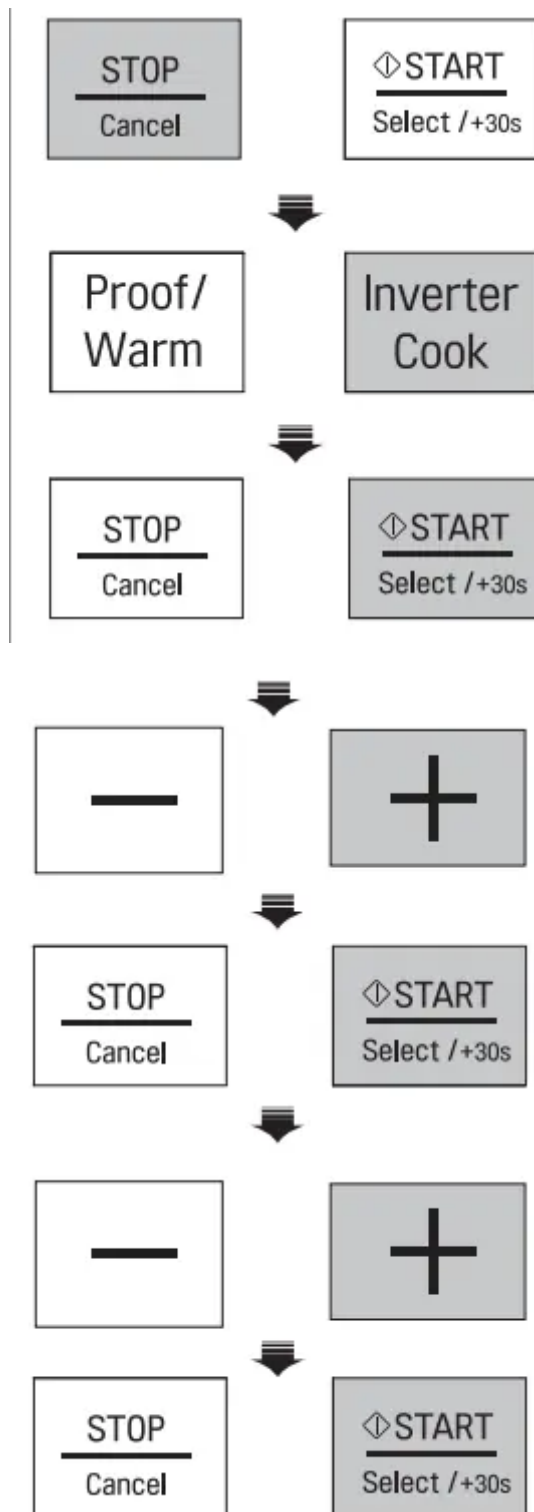 STOP
Cancel
START
Select /+30s
Proof/
Warm
Inverter
Cook
STOP
Cancel
START
Select /+30s
−
+
STOP
Cancel
START
Select /+30s
−
+
STOP
Cancel
START
Select /+30s